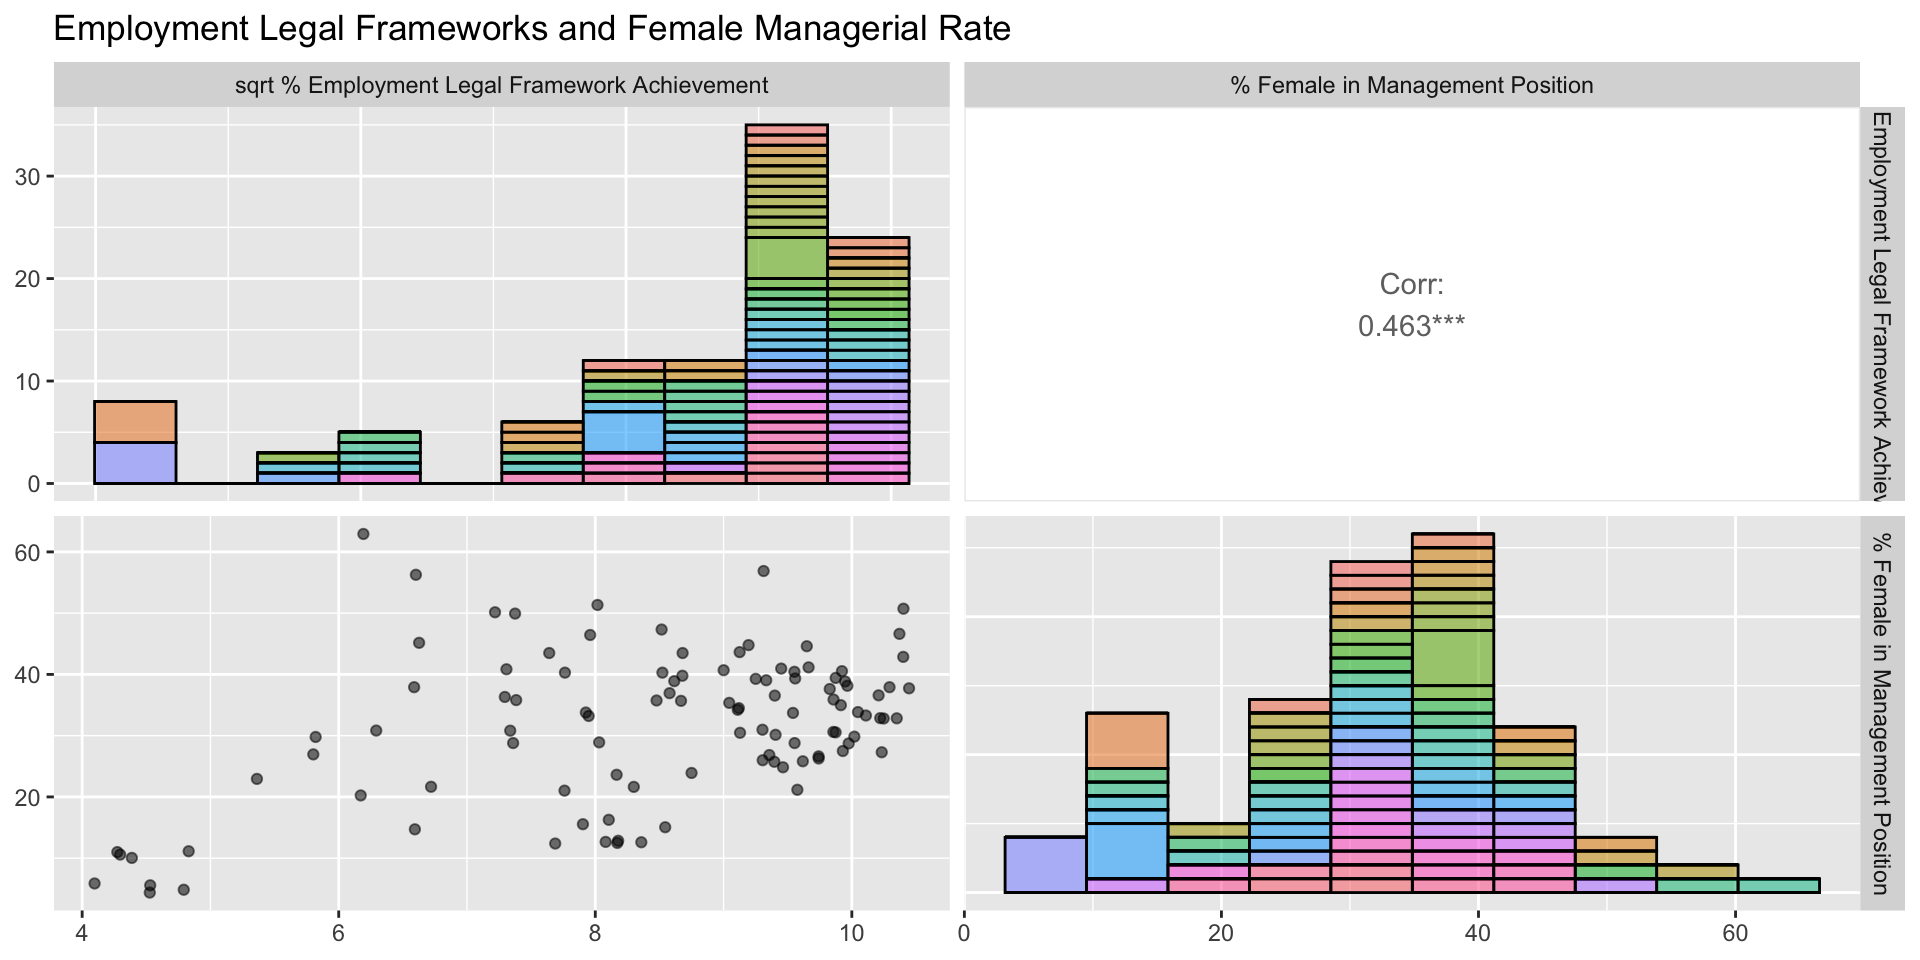 Employment Legal Frameworks and Female Managerial Rate
sqrt % Employment Legal Framework Achievement
% Female in Management Position
30
20
10
0
Corr:
0.463***
Employment Legal Framework Achiev
60
40
20
% Female in Management Position
4
6
8
10
0
20
40
60